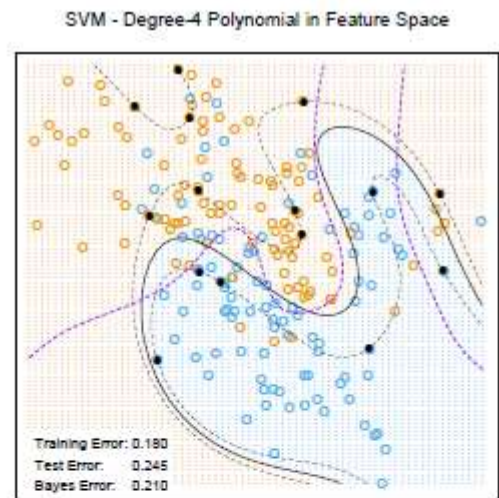 SVM - Degree-4 Polynomial in Feature Space
Training Error: 0.180
Test Error: 0.245
Bayes Error: 0.210